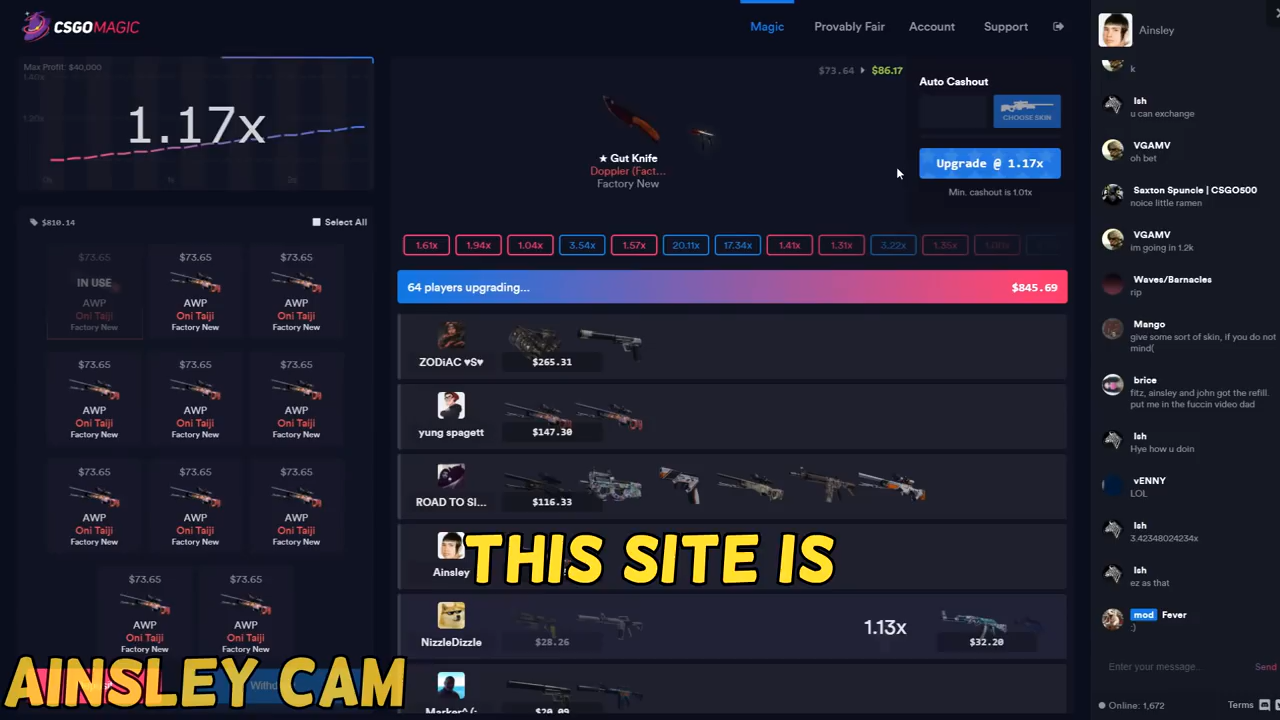 CSGOMAGIC
Magic
Provably Fair
Account
Support
Ainsley
Max Profit: $40,000
1.17x
0s
1s
2s
$73.64 $86.17
★ Gut Knife
Doppler (Fact...
Factory New
Auto Cashout
CHOOSE SKIN
Upgrade @ 1.17x
Min. cashout is 1.01x
$810.14
Select All
$73.65
IN USE
AWP
Oni Taiji
Factory New
$73.65
AWP
Oni Taiji
Factory New
$73.65
AWP
Oni Taiji
Factory New
$73.65
AWP
Oni Taiji
Factory New
$73.65
AWP
Oni Taiji
Factory New
$73.65
AWP
Oni Taiji
Factory New
$73.65
AWP
Oni Taiji
Factory New
$73.65
AWP
Oni Taiji
Factory New
$73.65
AWP
Oni Taiji
Factory New
$73.65
AWP
Oni Taiji
Factory New
$73.65
AWP
Oni Taiji
Factory New
Withd
AINSLEY CAM
1.61x 1.94x 1.04x 3.54x 1.57x 20.11x 17.34x 1.41x 1.31x 3.22x 1.35x
64 players upgrading... $845.69
ZODiAC ♥S♥ $265.31
yung spagett $147.30
ROAD TO SI... $116.33
Ainsley
THIS SITE IS
NizzleDizzle $28.26 1.13x $32.20
Marker^(: $20.09
k
Ish
u can exchange
VGAMV
oh bet
Saxton Spuncle | CSGO500
noice little ramen
VGAMV
im going in 1.2k
Waves/Barnacles
rip
Mango
give some sort of skin, if you do not
mind(
brice
fitz, ainsley and john got the refill.
put me in the fuccin video dad
Ish
Hye how u doin
vENNY
LOL
Ish
3.42348024234x
Ish
ez as that
mod Fever
:)
Enter your message... Send
Online: 1,672
Terms